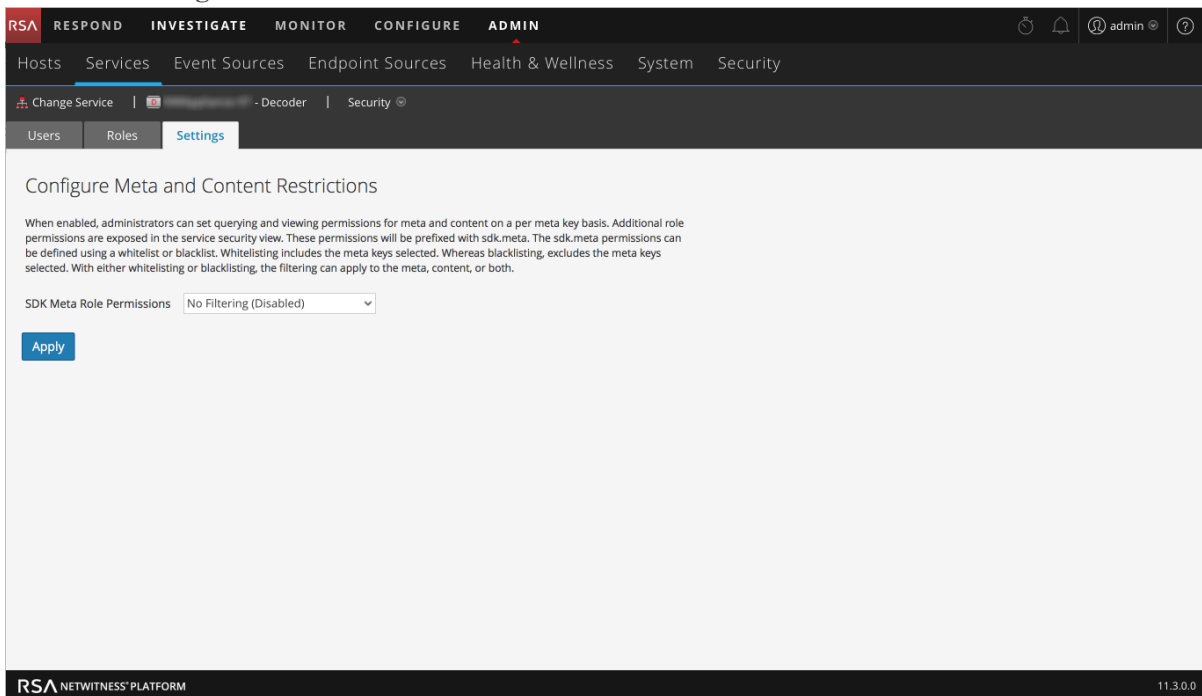 RSA RESPOND INVESTIGATE MONITOR CONFIGURE ADMIN admin ?
Hosts Services Event Sources Endpoint Sources Health & Wellness System Security
Change Service | D - Decoder | Security
Users Roles Settings
Configure Meta and Content Restrictions
When enabled, administrators can set querying and viewing permissions for meta and content on a per meta key basis. Additional role
permissions are exposed in the service security view. These permissions will be prefixed with sdk.meta. The sdk.meta permissions can
be defined using a whitelist or blacklist. Whitelisting includes the meta keys selected. Whereas blacklisting, excludes the meta keys
selected. With either whitelisting or blacklisting, the filtering can apply to the meta, content, or both.
SDK Meta Role Permissions No Filtering (Disabled)
Apply
RSA NETWITNESS® PLATFORM 11.3.0.0